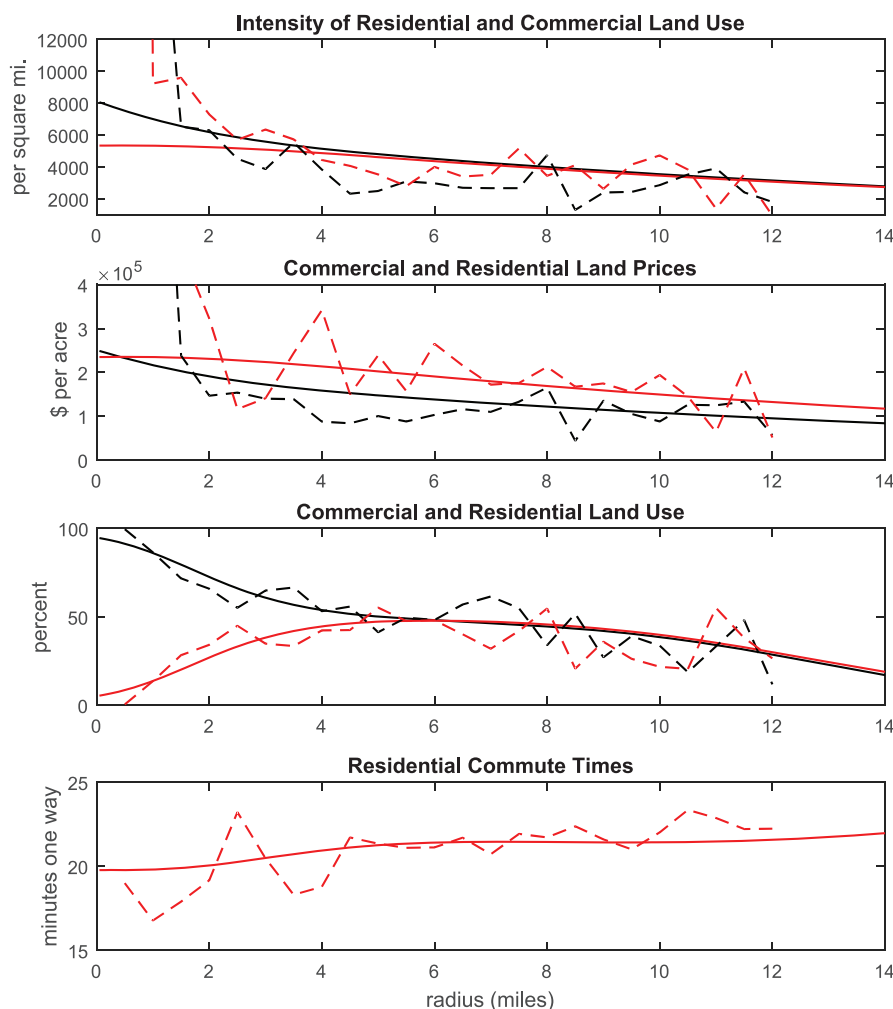 Intensity of Residential and Commercial Land Use
12000
10000
8000
6000
4000
2000
per square mi.
0 2 4 6 8 10 12 14
Commercial and Residential Land Prices
× 10⁵
4
3
2
1
0
$ per acre
0 2 4 6 8 10 12 14
Commercial and Residential Land Use
100
50
0
percent
0 2 4 6 8 10 12 14
Residential Commute Times
25
20
15
minutes one way
0 2 4 6 8 10 12 14
radius (miles)